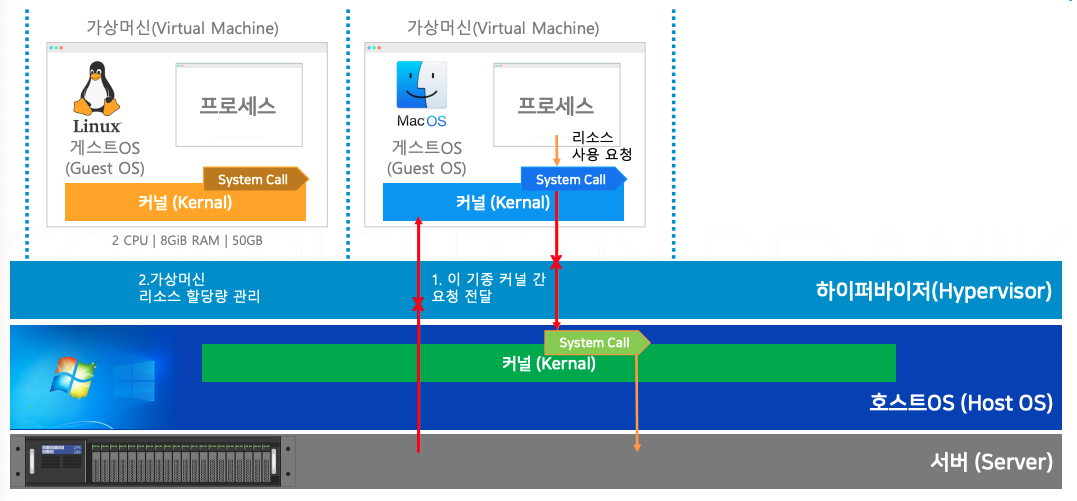 가상머신(Virtual Machine)
가상머신(Virtual Machine)
프로세스
프로세스
Linux
MacOS
리소스
사용 요청
게스트OS
(Guest OS)
게스트OS
(Guest OS)
System Call
System Call
커널 (Kernal)
커널 (Kernal)
2 CPU | 8GiB RAM | 50GB
2.가상머신
리소스 할당량 관리
1. 이 기종 커널 간
요청 전달
하이퍼바이저(Hypervisor)
System Call
커널 (Kernal)
호스트OS (Host OS)
서버 (Server)